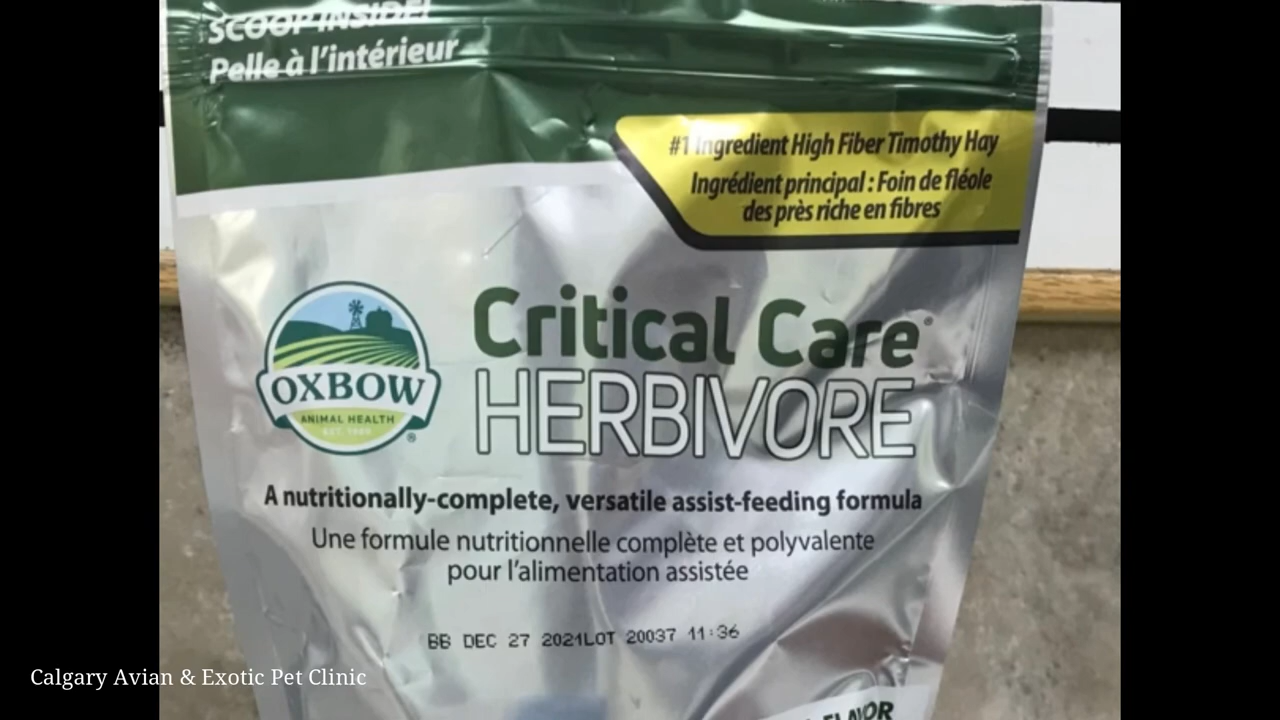 SCOOP INSIDE!
Pelle à l'intérieur
#1 Ingredient High Fiber Timothy Hay
Ingrédient principal : Foin de fléole
des près riche en fibres
Critical Care®
HERBIVORE
OXBOW
ANIMAL HEALTH
®
A nutritionally-complete, versatile assist-feeding formula
Une formule nutritionnelle complète et polyvalente
pour l'alimentation assistée
BB DEC 27 2021LOT 20037 11:36
Calgary Avian & Exotic Pet Clinic
FLAVOR